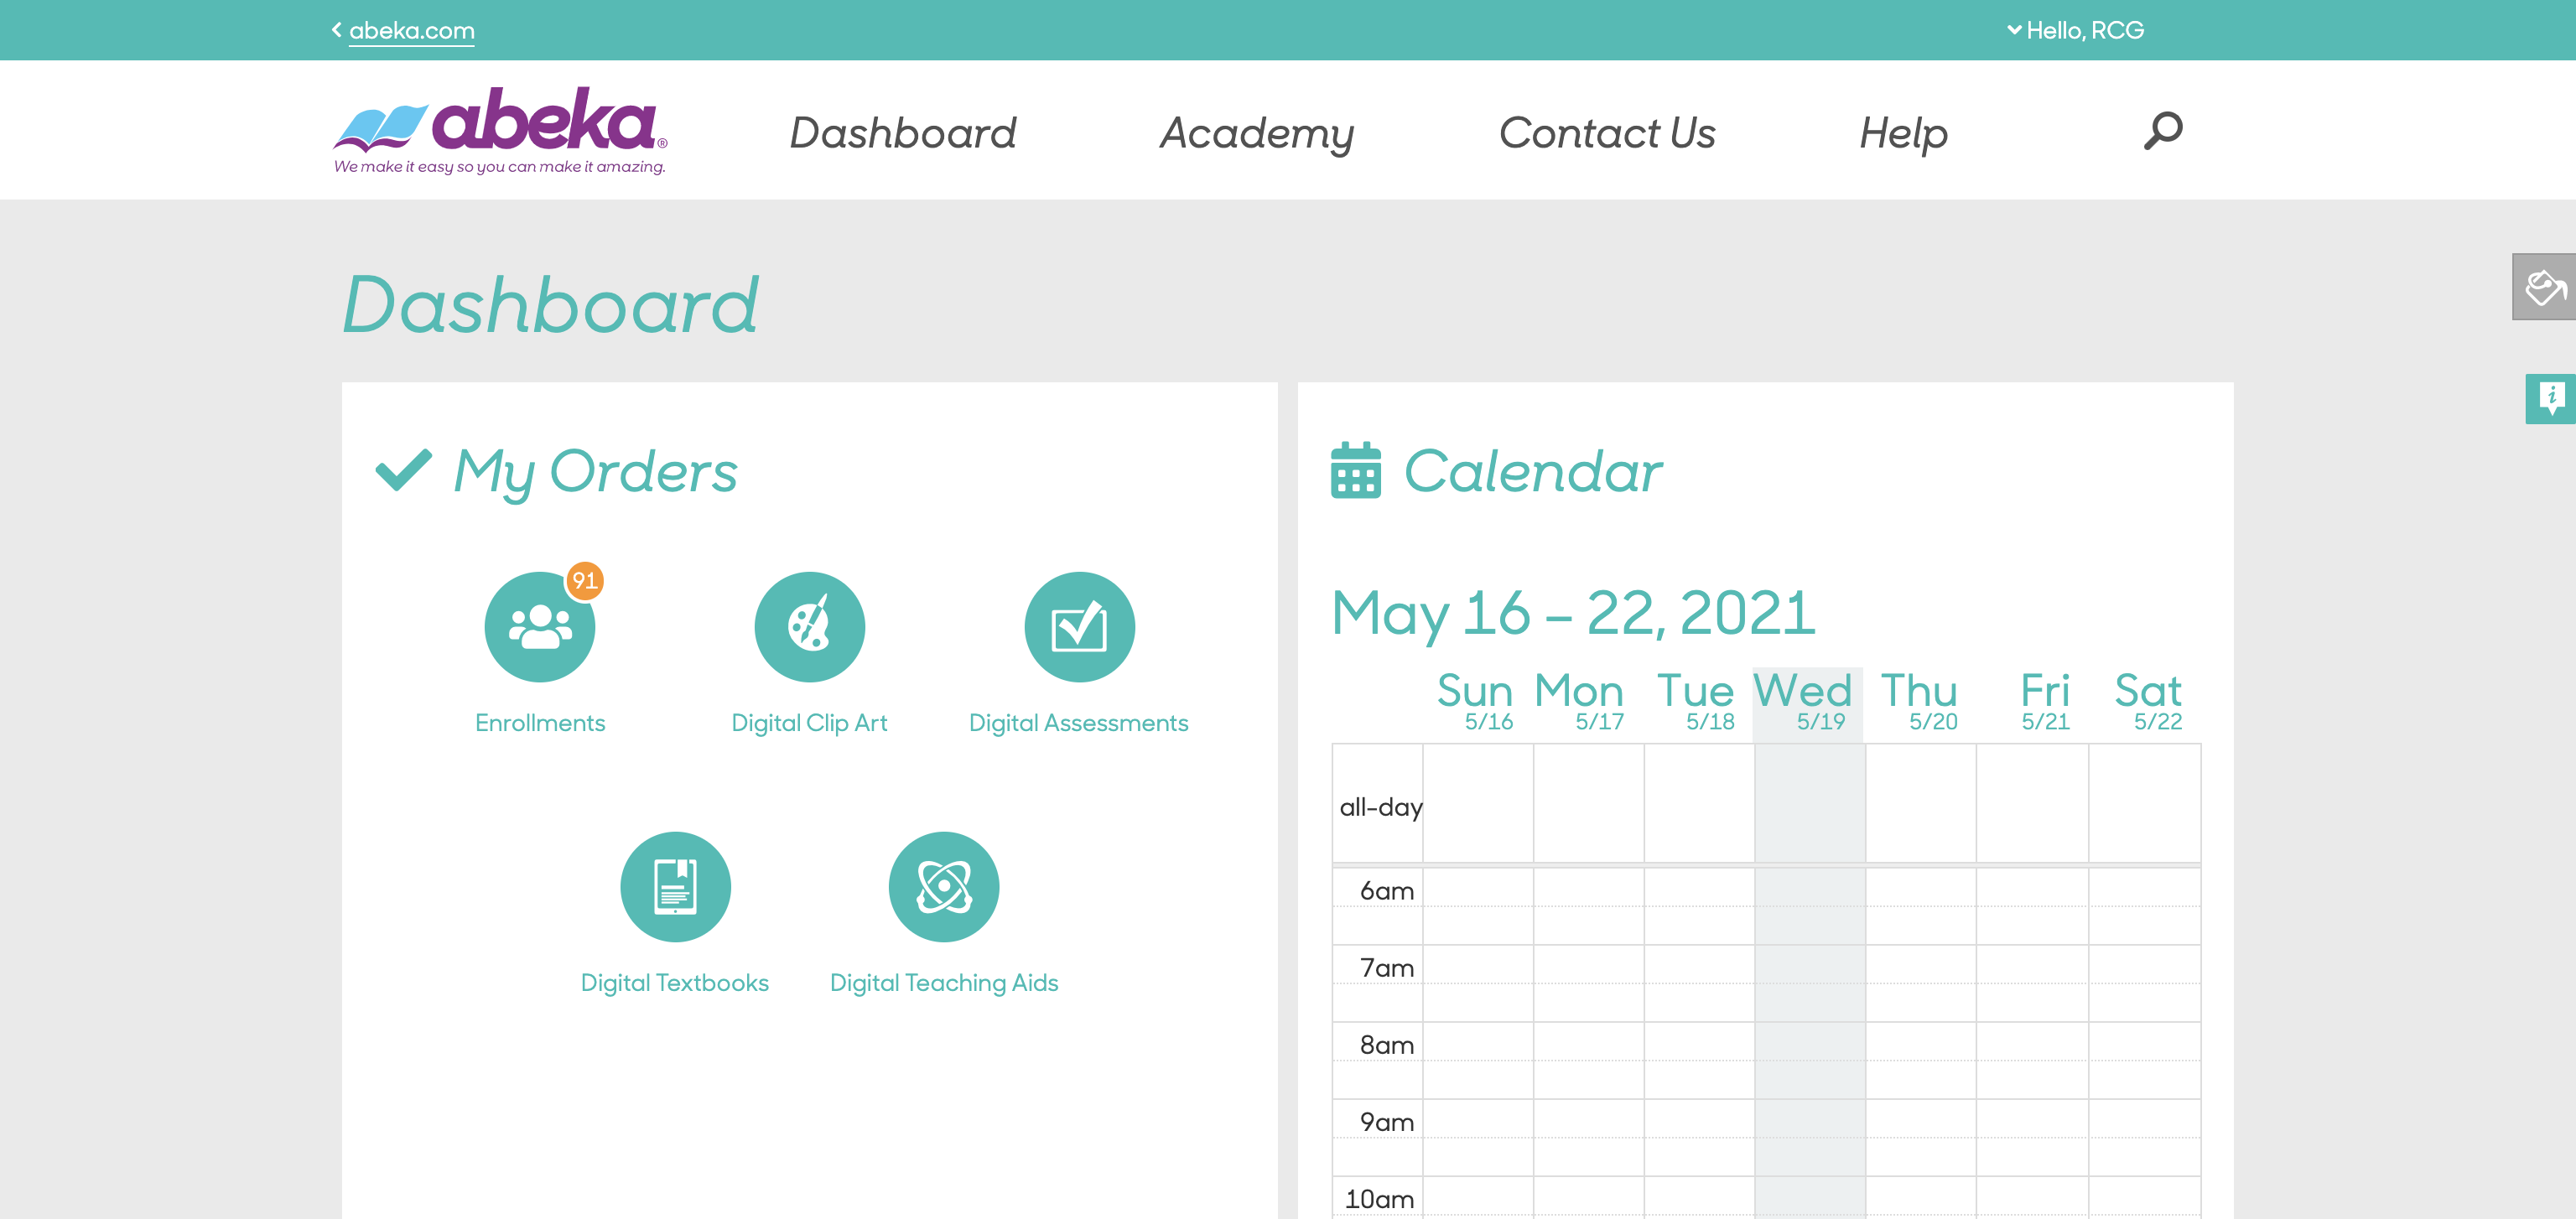 abeka.com
Hello, RCG
abeka®
We make it easy so you can make it amazing.
Dashboard
Academy
Contact Us
Help
Dashboard
My Orders
91
Enrollments
Digital Clip Art
Digital Assessments
Digital Textbooks
Digital Teaching Aids
Calendar
May 16 – 22, 2021
Sun Mon Tue Wed Thu Fri Sat
5/16 5/17 5/18 5/19 5/20 5/21 5/22
all-day
6am
7am
8am
9am
10am